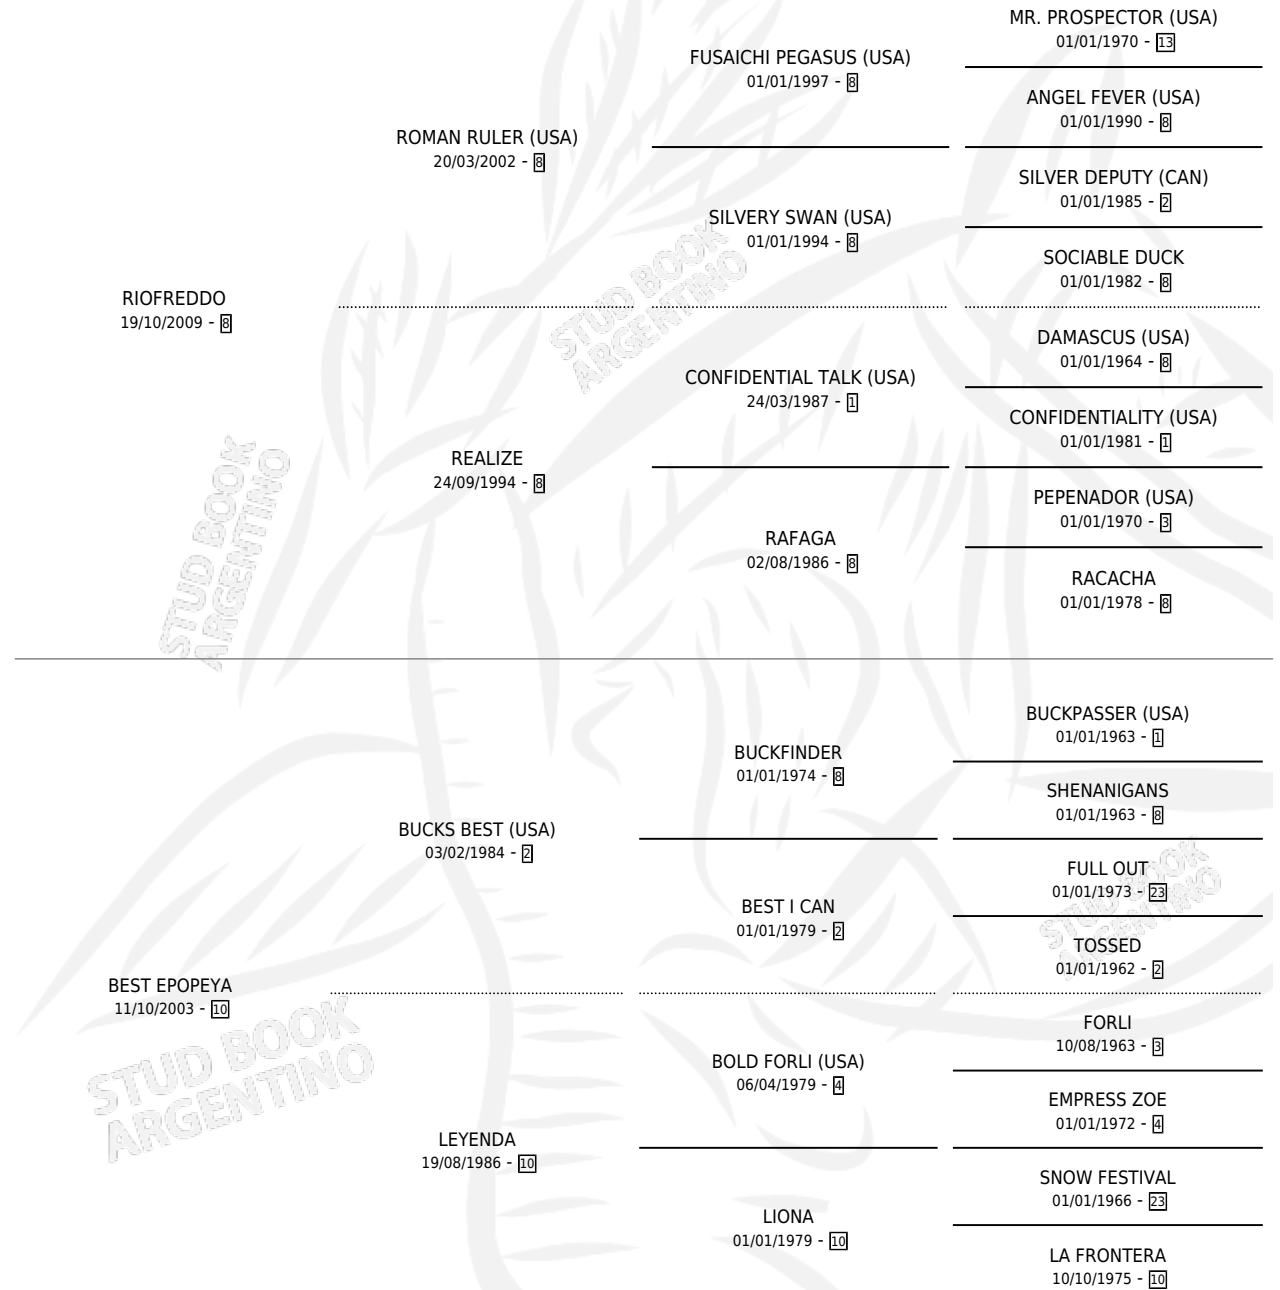 MR. PROSPECTOR (USA)
01/01/1970 - 13
FUSAICHI PEGASUS (USA)
01/01/1997 - 8
ANGEL FEVER (USA)
01/01/1990 - 8
ROMAN RULER (USA)
20/03/2002 - 8
SILVER DEPUTY (CAN)
01/01/1985 - 2
SILVERY SWAN (USA)
01/01/1994 - 8
SOCIABLE DUCK
01/01/1982 - 8
RIOFREDDO
19/10/2009 - 8
STUD BOOK
ARGENTINO
DAMASCUS (USA)
01/01/1964 - 8
CONFIDENTIAL TALK (USA)
24/03/1987 - 1
CONFIDENTIALITY (USA)
01/01/1981 - 1
REALIZE
24/09/1994 - 8
PEPENADOR (USA)
01/01/1970 - 3
RAFAGA
02/08/1986 - 8
RACACHA
01/01/1978 - 8
STUD BOOK
ARGENTINO
BUCKPASSER (USA)
01/01/1963 - 1
BUCKFINDER
01/01/1974 - 8
SHENANIGANS
01/01/1963 - 8
BUCKS BEST (USA)
03/02/1984 - 2
FULL OUT
01/01/1973 - 23
BEST I CAN
01/01/1979 - 2
TOSSED
01/01/1962 - 2
STUD BOOK
ARGENTINO
BEST EPOPEYA
11/10/2003 - 10
STUD BOOK
ARGENTINO
FORLI
10/08/1963 - 3
BOLD FORLI (USA)
06/04/1979 - 4
EMPRESS ZOE
01/01/1972 - 4
LEYENDA
19/08/1986 - 10
SNOW FESTIVAL
01/01/1966 - 23
LIONA
01/01/1979 - 10
LA FRONTERA
10/10/1975 - 10